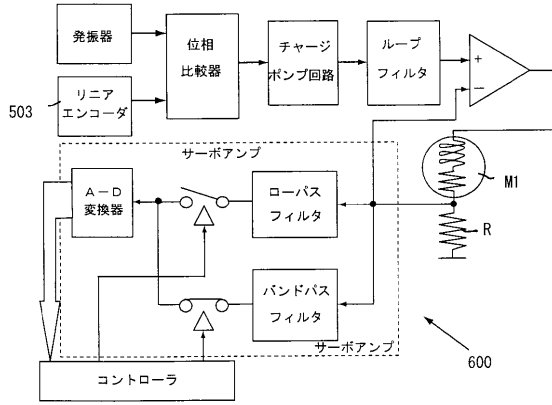 発振器
位相
比較器
チャージ
ポンプ回路
ループ
フィルタ
+
−
503
リニア
エンコーダ
サーボアンプ
A－D
変換器
ローパス
フィルタ
M1
R
バンドパス
フィルタ
サーボアンプ
600
コントローラ